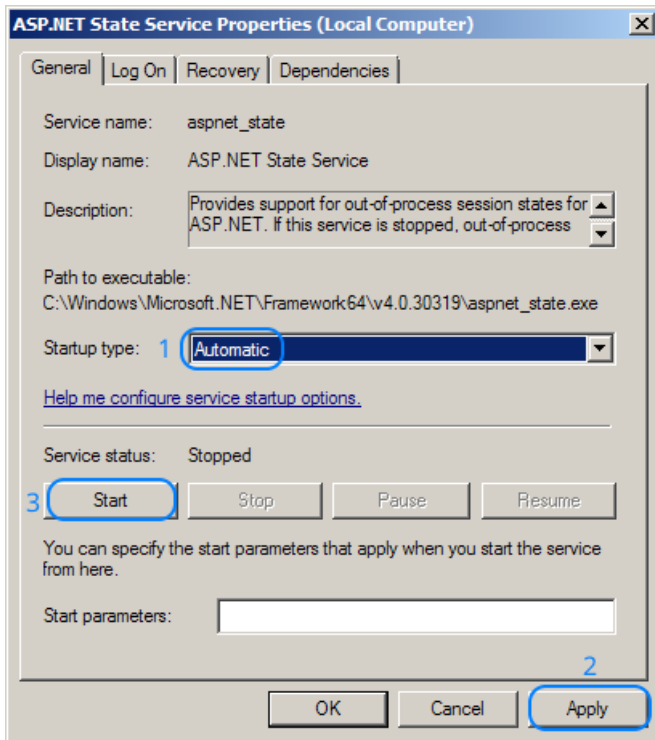 ASP.NET State Service Properties (Local Computer)
General Log On Recovery Dependencies
Service name: aspnet_state
Display name: ASP.NET State Service
Description: Provides support for out-of-process session states for
ASP.NET. If this service is stopped, out-of-process
Path to executable:
C:\Windows\Microsoft.NET\Framework64\v4.0.30319\aspnet_state.exe
Startup type: 1 Automatic
Help me configure service startup options.
Service status: Stopped
3 Start Stop Pause Resume
You can specify the start parameters that apply when you start the service
from here.
Start parameters:
2
OK Cancel Apply